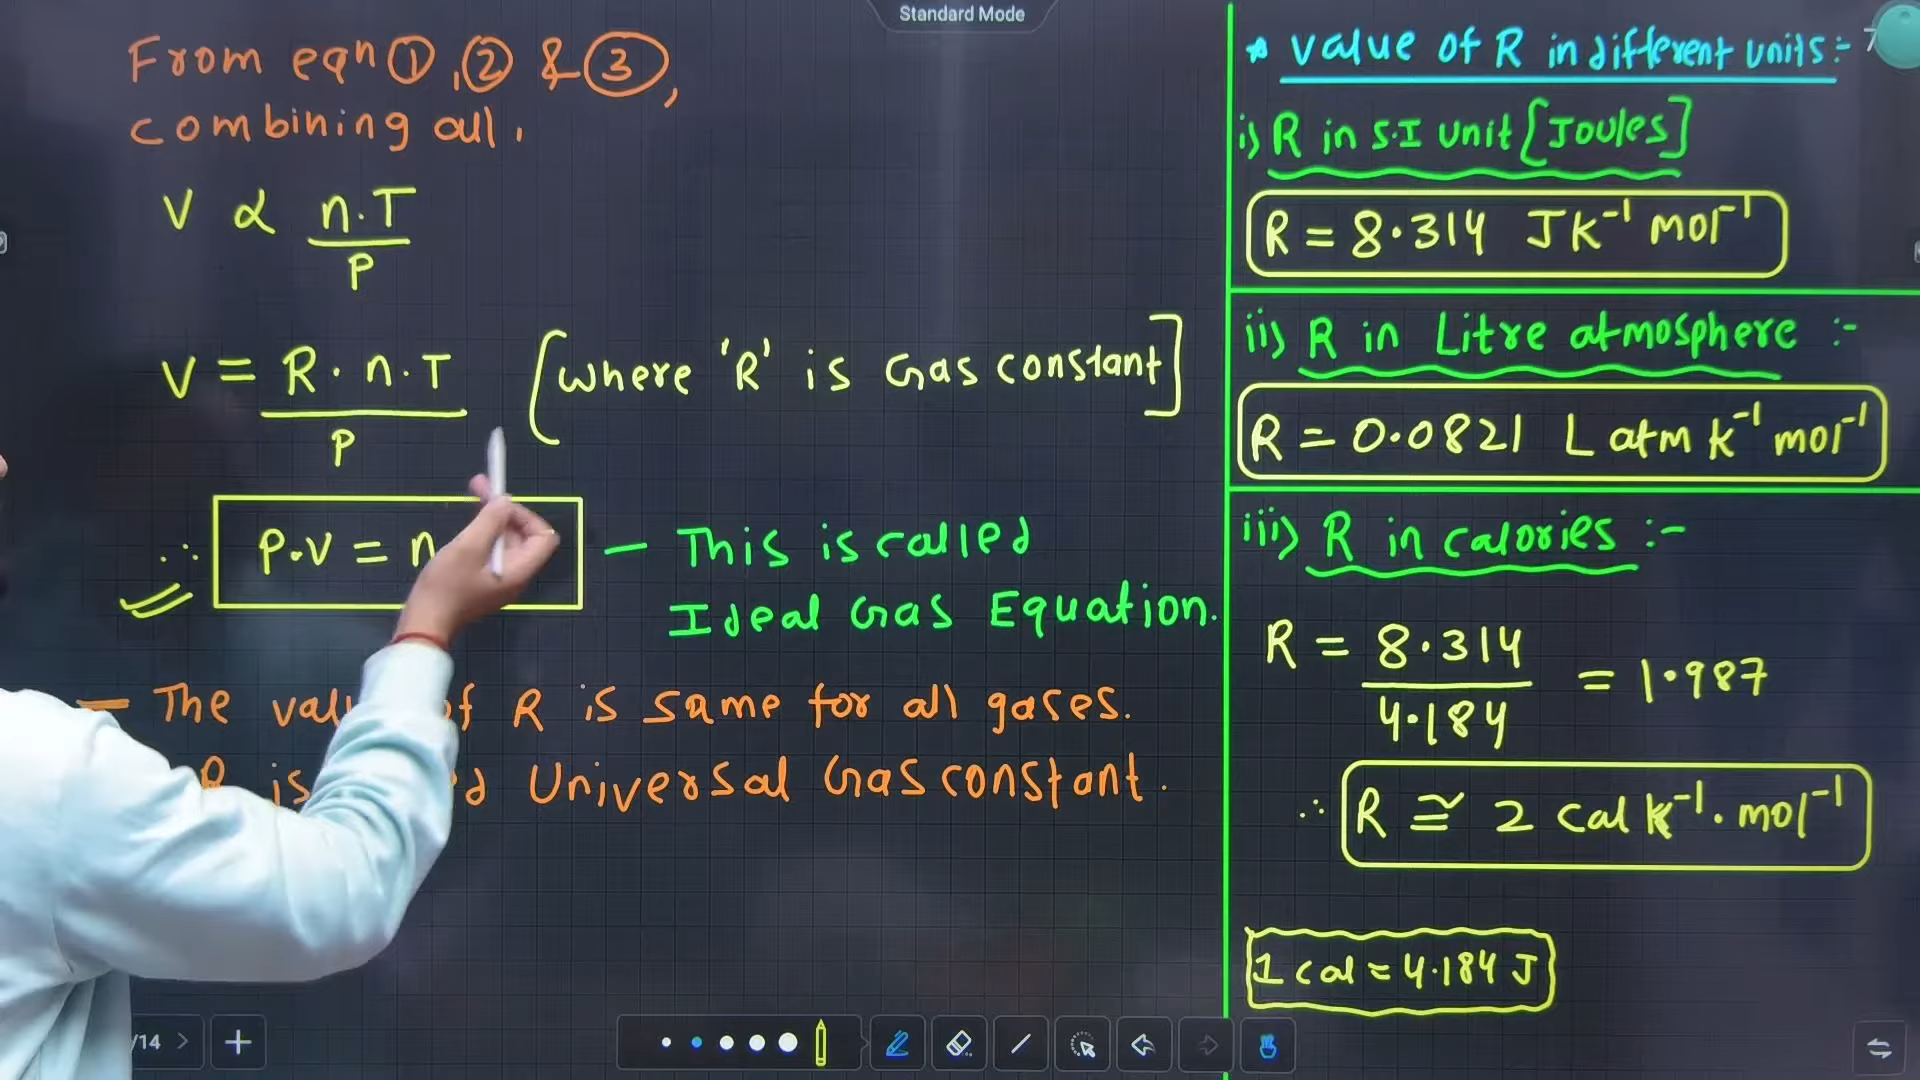 Standard Mode
From eqn ①, ② & ③,
combining all,
V ∝ n.T
P
V = R.n.T [where 'R' is Gas constant]
P
∴ P.V = n — This is called
Ideal Gas Equation.
— The of R is same for all gases.
R is Universal Gas constant.
* value of R in different units :- 7
i) R in S.I unit [Joules]
R = 8.314 J K⁻¹ mol⁻¹
ii) R in Litre atmosphere :-
R = 0.0821 L atm K⁻¹ mol⁻¹
iii) R in calories :-
R = 8.314 = 1.987
4.184
∴ R ≅ 2 cal K⁻¹. mol⁻¹
1 cal = 4.184 J
/14 > +